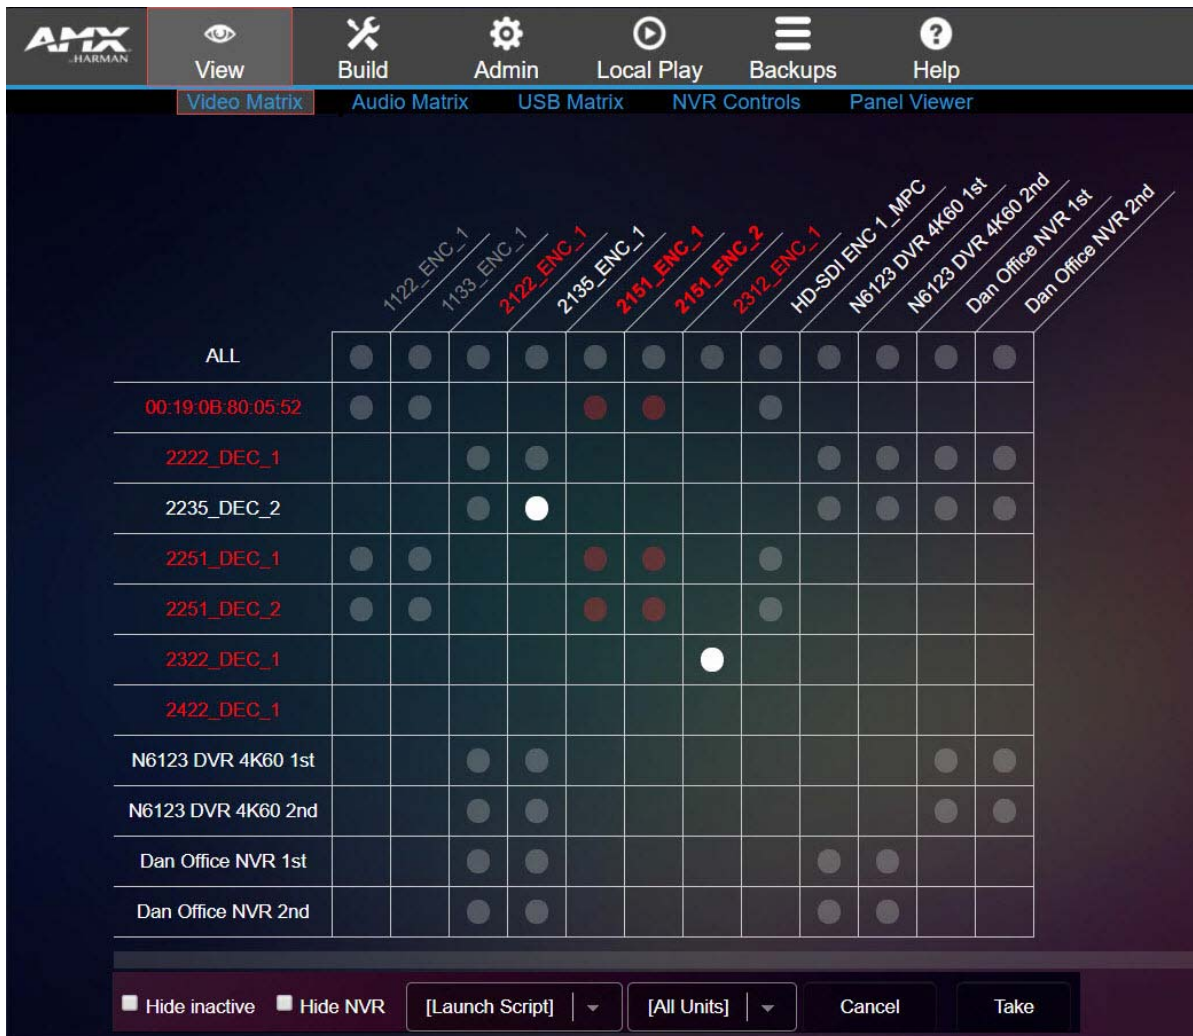 AMX
by HARMAN
View
Build
Admin
Local Play
Backups
Help
Video Matrix
Audio Matrix
USB Matrix
NVR Controls
Panel Viewer
1122_ENC_1
1133_ENC_1
2122_ENC_1
2135_ENC_1
2151_ENC_1
2151_ENC_2
2312_ENC_1
HD-SDI ENC 1_MPC
N6123 DVR 4K60 1st
N6123 DVR 4K60 2nd
Dan Office NVR 1st
Dan Office NVR 2nd
ALL
00:19:0B:80:05:52
2222_DEC_1
2235_DEC_2
2251_DEC_1
2251_DEC_2
2322_DEC_1
2422_DEC_1
N6123 DVR 4K60 1st
N6123 DVR 4K60 2nd
Dan Office NVR 1st
Dan Office NVR 2nd
Hide inactive
Hide NVR
[Launch Script]
[All Units]
Cancel
Take